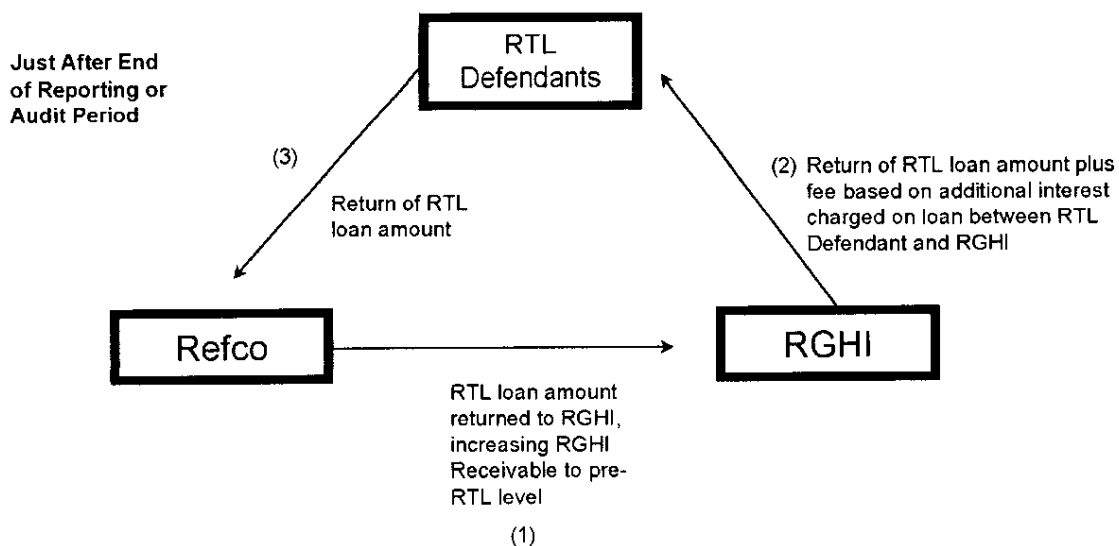 RTL
Defendants
Just After End
of Reporting or
Audit Period
(3)
Return of RTL
loan amount
(2) Return of RTL loan amount plus
fee based on additional interest
charged on loan between RTL
Defendant and RGHI
Refco
RGHI
RTL loan amount
returned to RGHI,
increasing RGHI
Receivable to pre-
RTL level
(1)